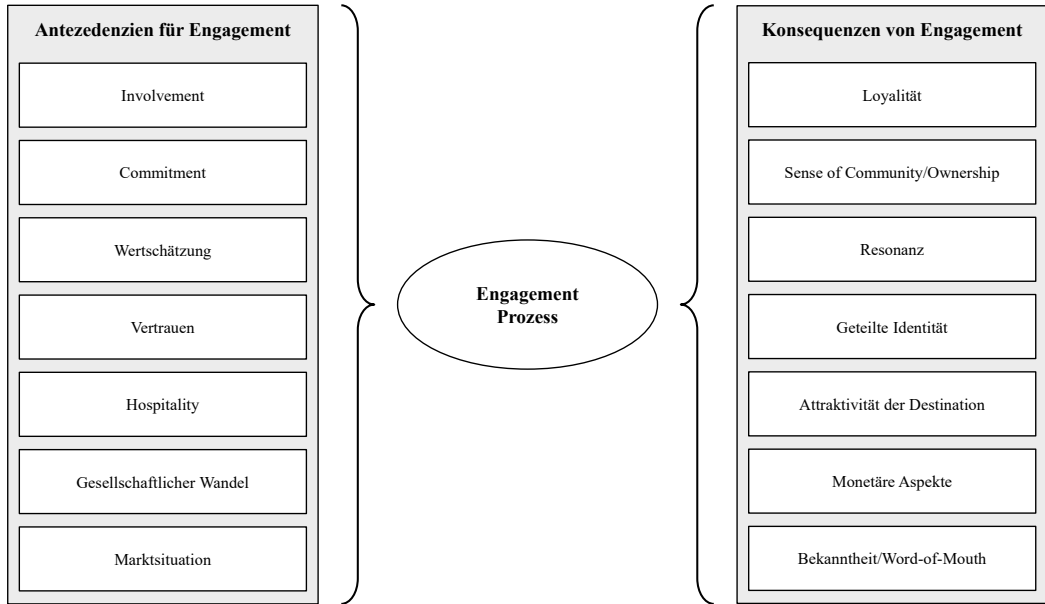 Antezedenzien für Engagement
Involvement
Commitment
Wertschätzung
Vertrauen
Hospitality
Gesellschaftlicher Wandel
Marktsituation
Engagement
Prozess
Konsequenzen von Engagement
Loyalität
Sense of Community/Ownership
Resonanz
Geteilte Identität
Attraktivität der Destination
Monetäre Aspekte
Bekanntheit/Word-of-Mouth